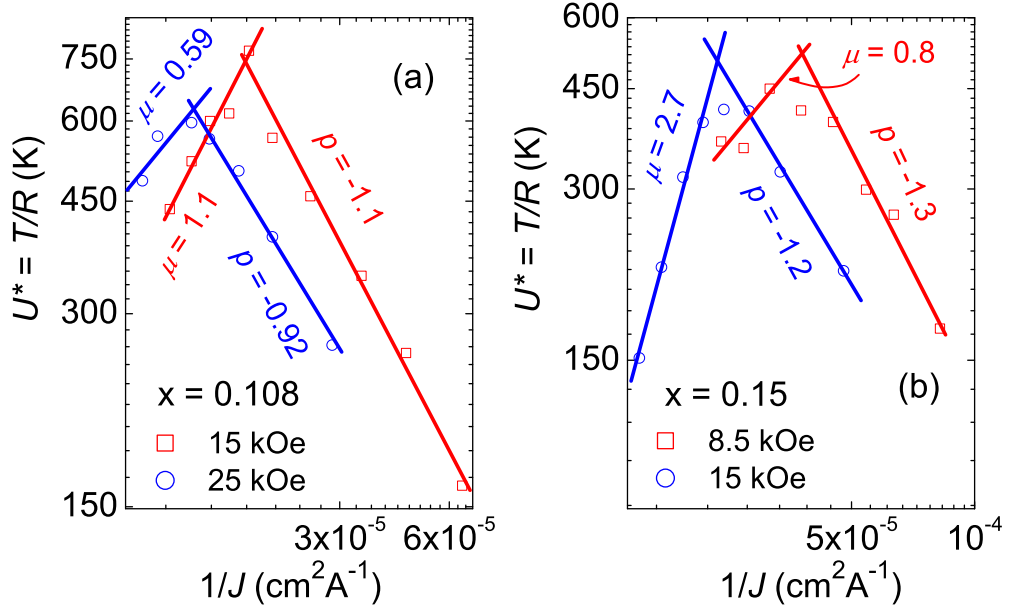 (a)
U* = T/R (K)
750
600
450
300
150
μ = 0.59
μ = 1.1
p = -1.1
p = -0.92
x = 0.108
15 kOe
25 kOe
3x10⁻⁵
6x10⁻⁵
1/J (cm²A⁻¹)
(b)
U* = T/R (K)
600
450
300
150
μ = 2.7
μ = 0.8
p = -1.2
p = -1.3
x = 0.15
8.5 kOe
15 kOe
5x10⁻⁵
10⁻⁴
1/J (cm²A⁻¹)